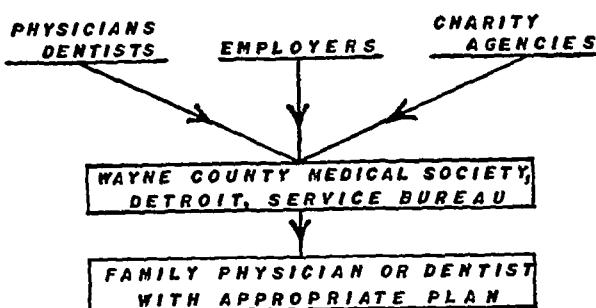 PHYSICIANS
DENTISTS
EMPLOYERS
CHARITY
AGENCIES
WAYNE COUNTY MEDICAL SOCIETY,
DETROIT, SERVICE BUREAU
FAMILY PHYSICIAN OR DENTIST
WITH APPROPRIATE PLAN